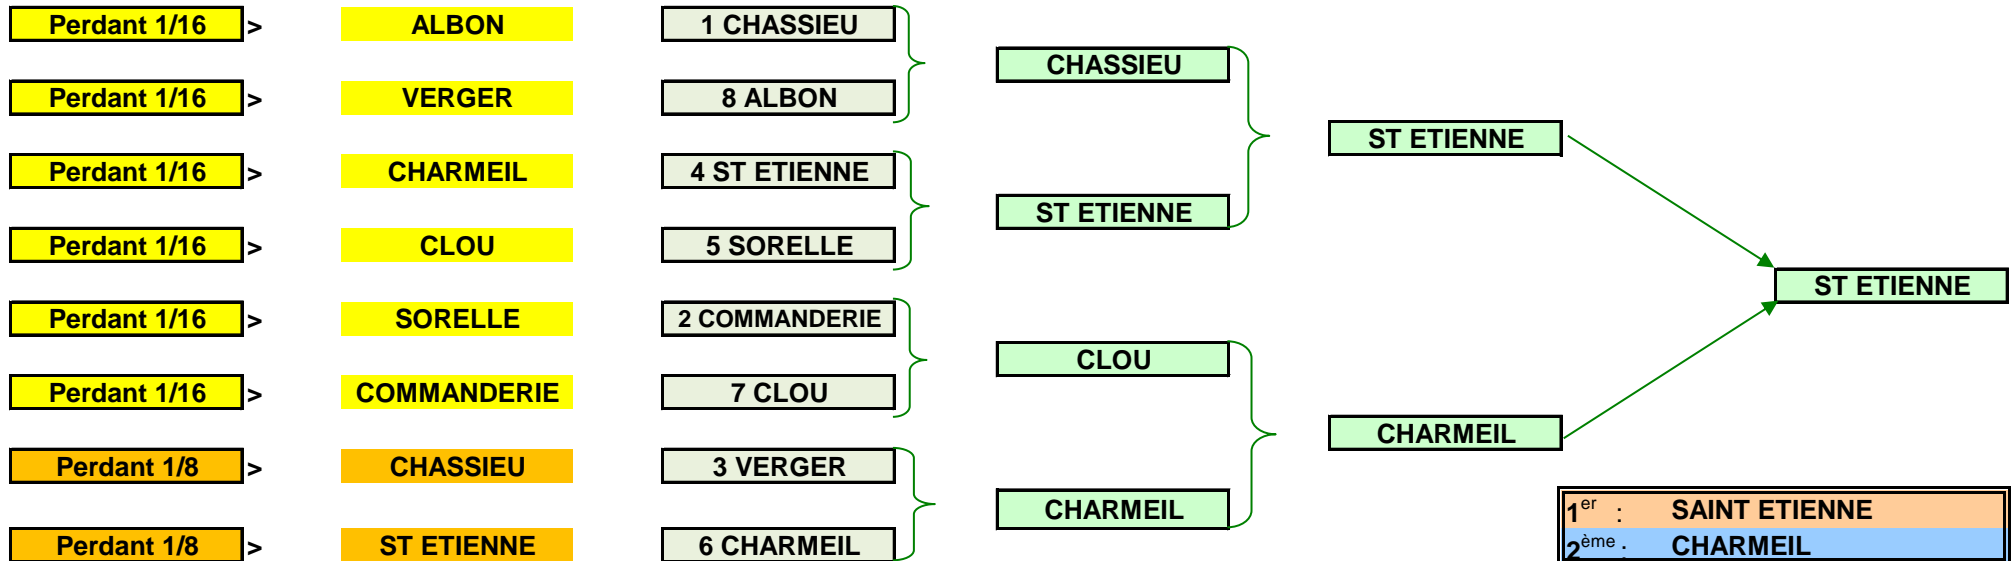 Perdant 1/16 > ALBON 1 CHASSIEU
CHASSIEU
Perdant 1/16 > VERGER 8 ALBON
ST ETIENNE
Perdant 1/16 > CHARMEIL 4 ST ETIENNE
ST ETIENNE
Perdant 1/16 > CLOU 5 SORELLE
ST ETIENNE
Perdant 1/16 > SORELLE 2 COMMANDERIE
CLOU
Perdant 1/16 > COMMANDERIE 7 CLOU
CHARMEIL
Perdant 1/8 > CHASSIEU 3 VERGER
CHARMEIL
1er : SAINT ETIENNE
Perdant 1/8 > ST ETIENNE 6 CHARMEIL
2ème : CHARMEIL